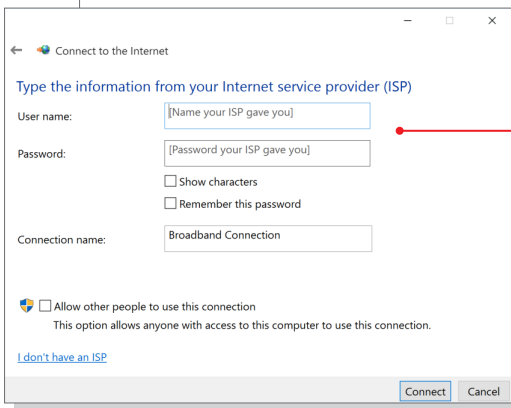 Connect to the Internet
Type the information from your Internet service provider (ISP)
User name:
[Name your ISP gave you]
Password:
[Password your ISP gave you]
Show characters
Remember this password
Connection name:
Broadband Connection
Allow other people to use this connection
This option allows anyone with access to this computer to use this connection.
I don't have an ISP
Connect
Cancel